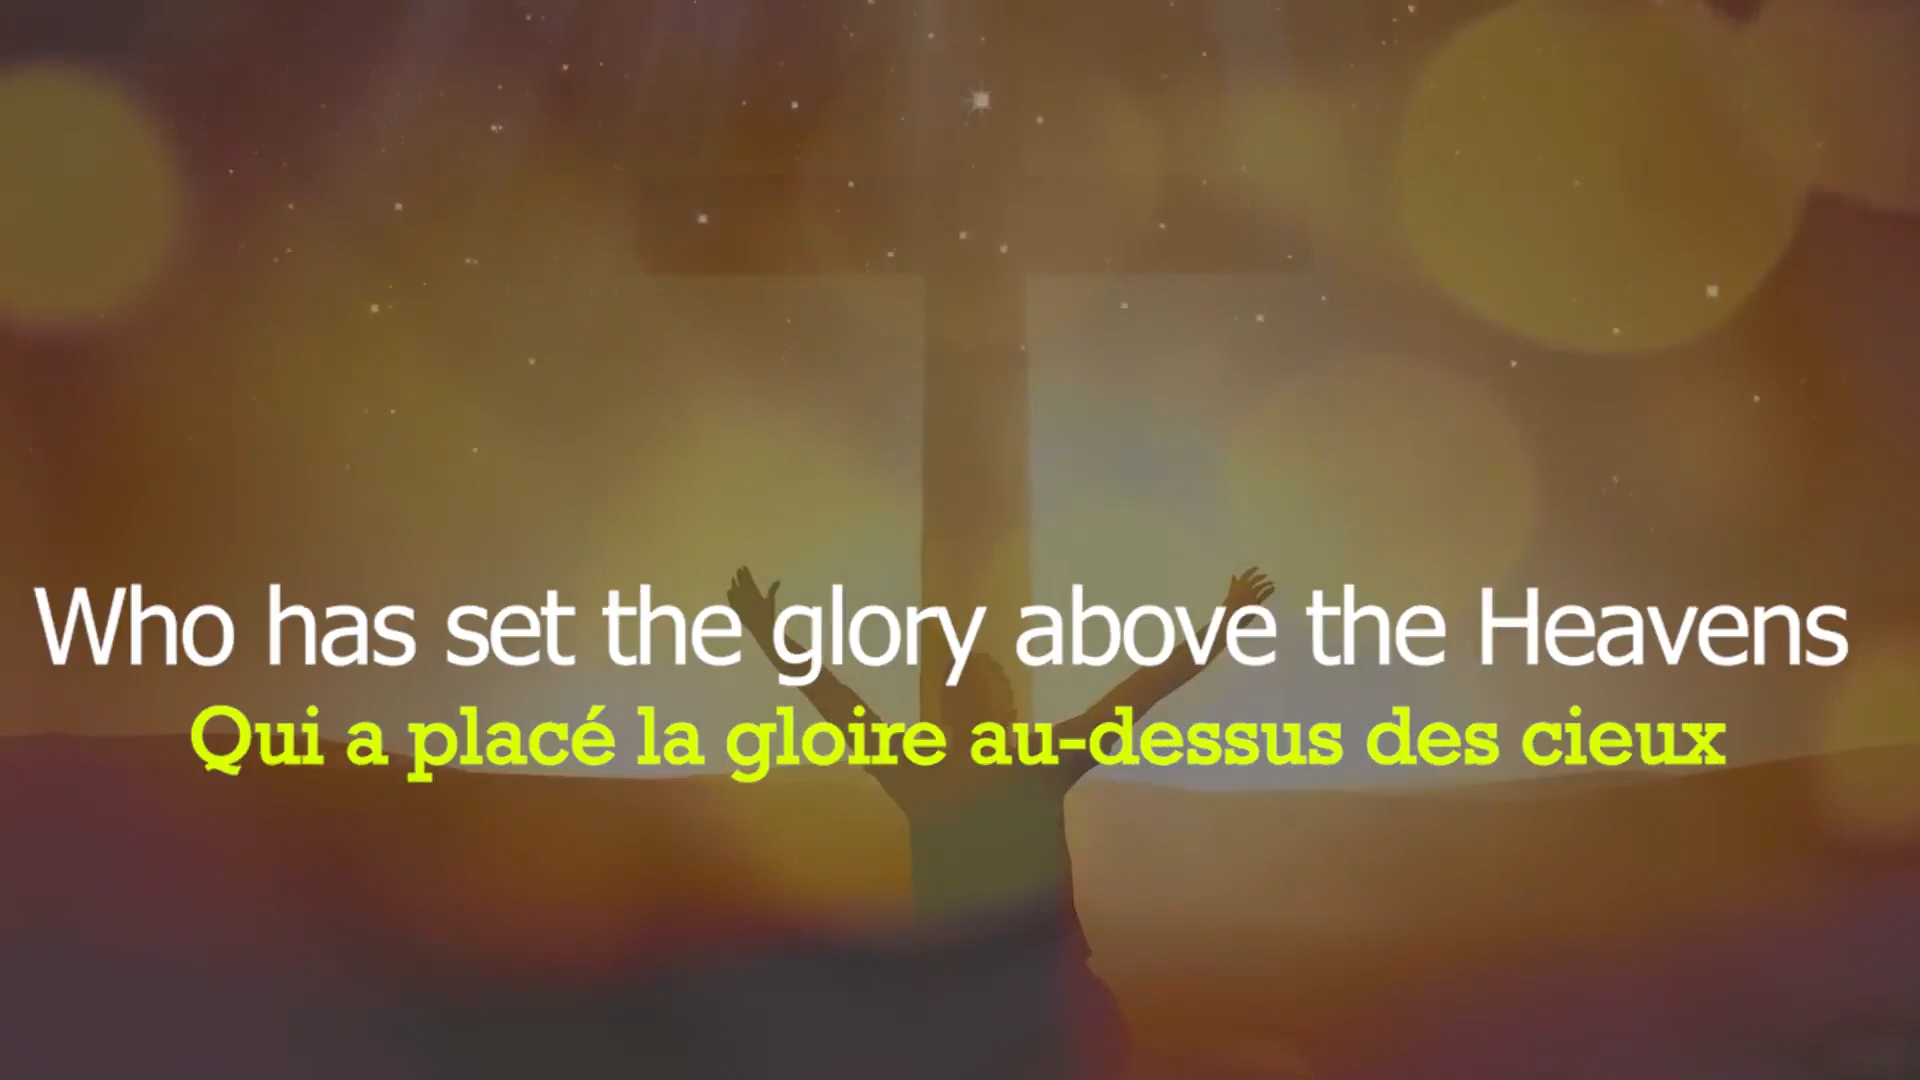 Who has set the glory above the Heavens
Qui a placé la gloire au-dessus des cieux